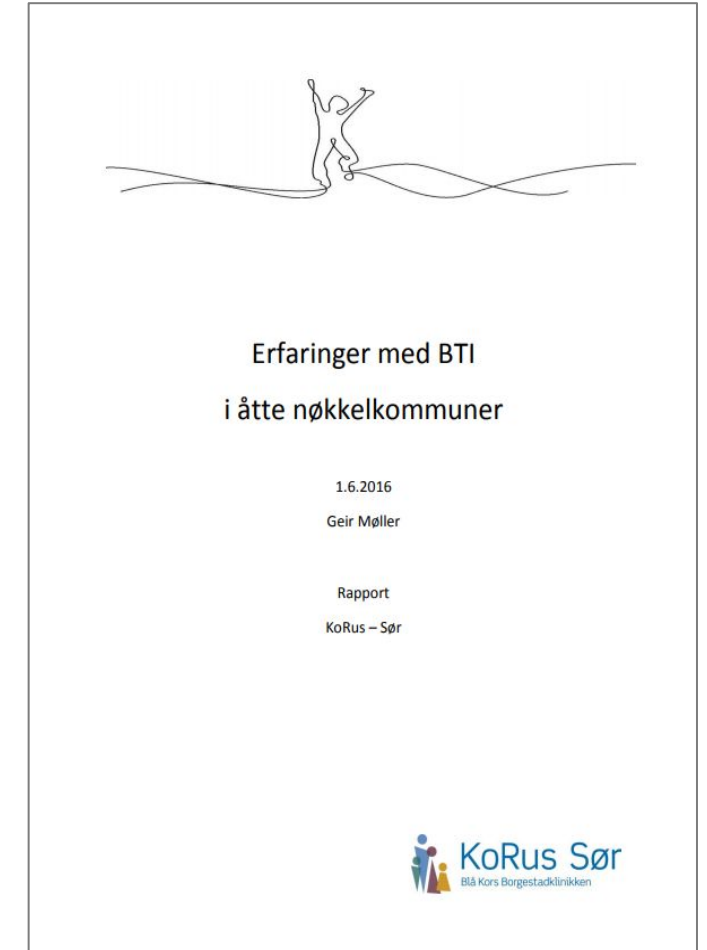 Erfaringer med BTI
i åtte nøkkelkommuner
1.6.2016
Geir Møller
Rapport
KoRus – Sør
KoRus Sør
Blå Kors Borgestadklinikken